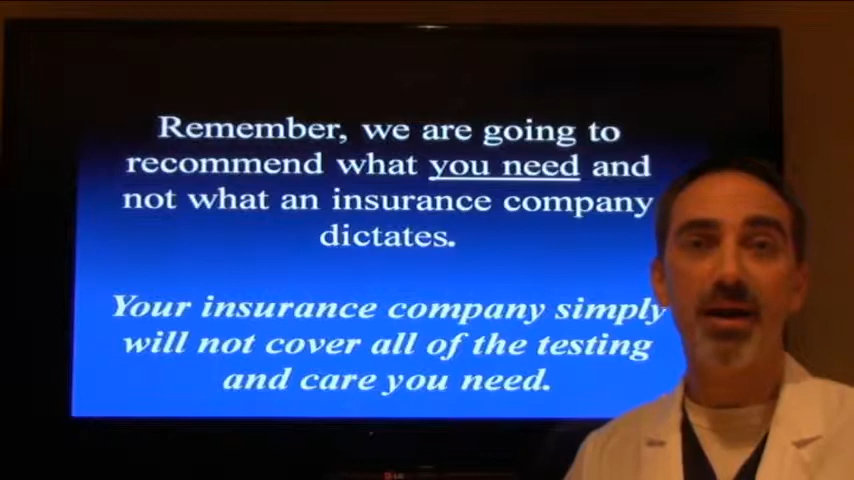 Remember, we are going to
recommend what you need and
not what an insurance company
dictates.
Your insurance company simply
will not cover all of the testing
and care you need.
LG